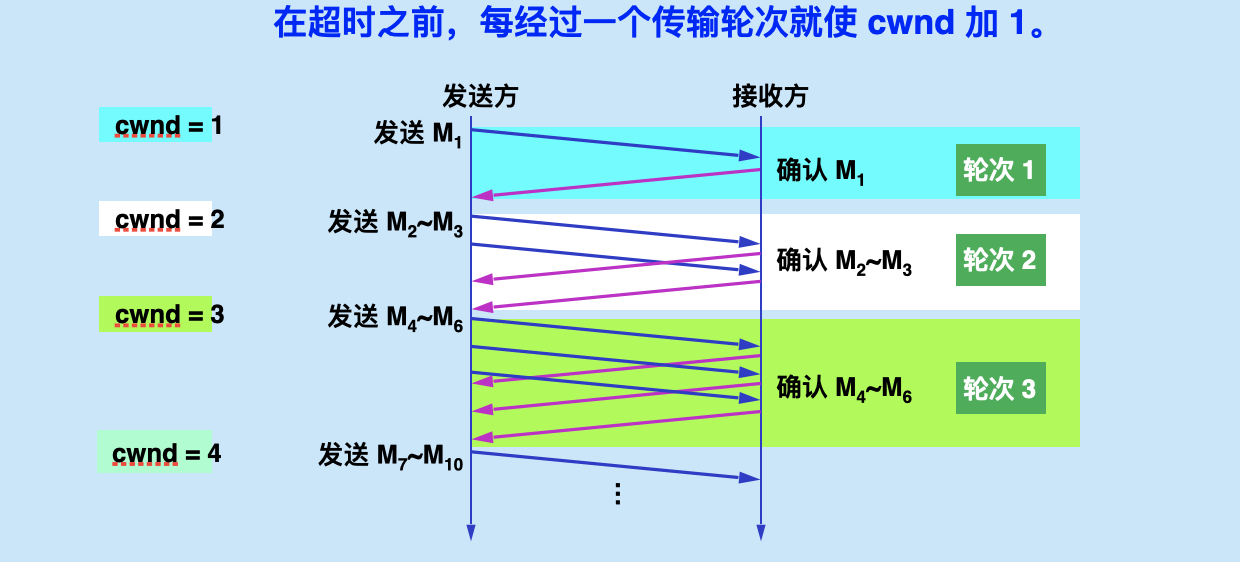 在超时之前，每经过一个传输轮次就使 cwnd 加 1。
发送方 接收方
cwnd = 1 发送 M1
确认 M1 轮次 1
cwnd = 2 发送 M2~M3
确认 M2~M3 轮次 2
cwnd = 3 发送 M4~M6
确认 M4~M6 轮次 3
cwnd = 4 发送 M7~M10
⋮